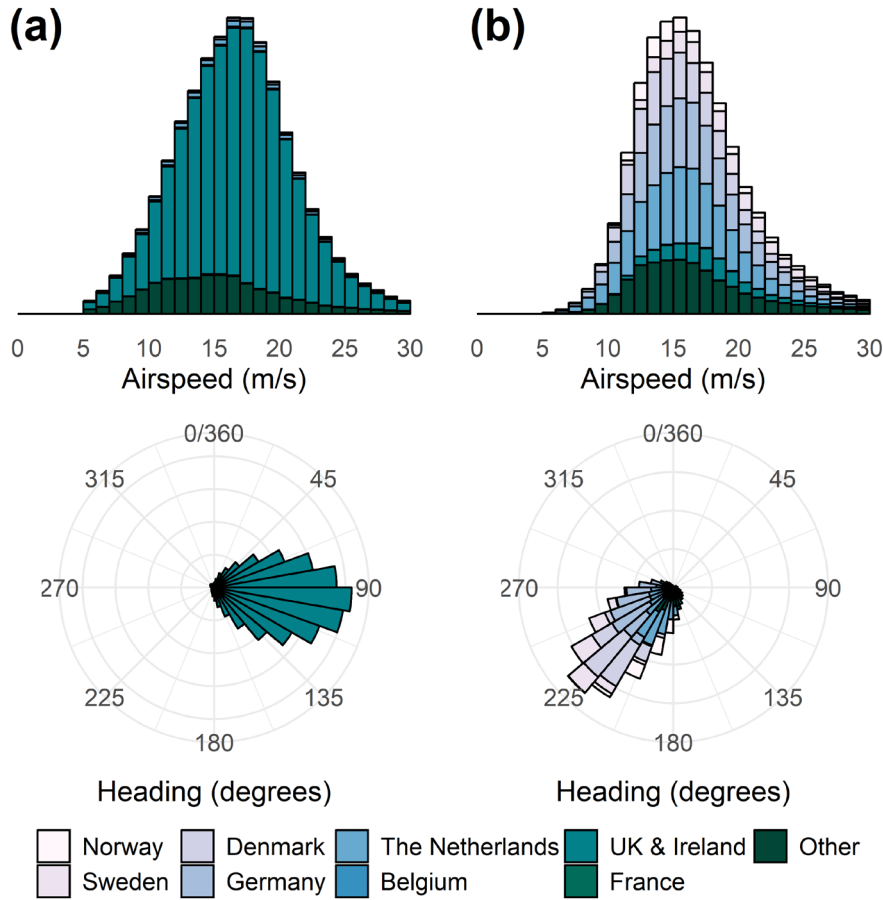 (a) (b)
0 5 10 15 20 25 30 0 5 10 15 20 25 30
Airspeed (m/s) Airspeed (m/s)
0/360 0/360
315 45 315 45
270 90 270 90
225 135 225 135
180 180
Heading (degrees) Heading (degrees)
Norway Denmark The Netherlands UK & Ireland Other
Sweden Germany Belgium France